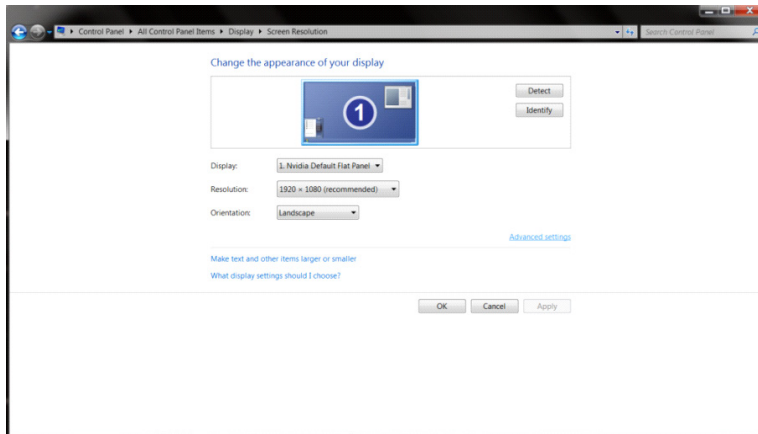 Control Panel ▸ All Control Panel Items ▸ Display ▸ Screen Resolution
Search Control Panel
Change the appearance of your display
1
Detect
Identify
Display: 1. Nvidia Default Flat Panel
Resolution: 1920 × 1080 (recommended)
Orientation: Landscape
Advanced settings
Make text and other items larger or smaller
What display settings should I choose?
OK Cancel Apply